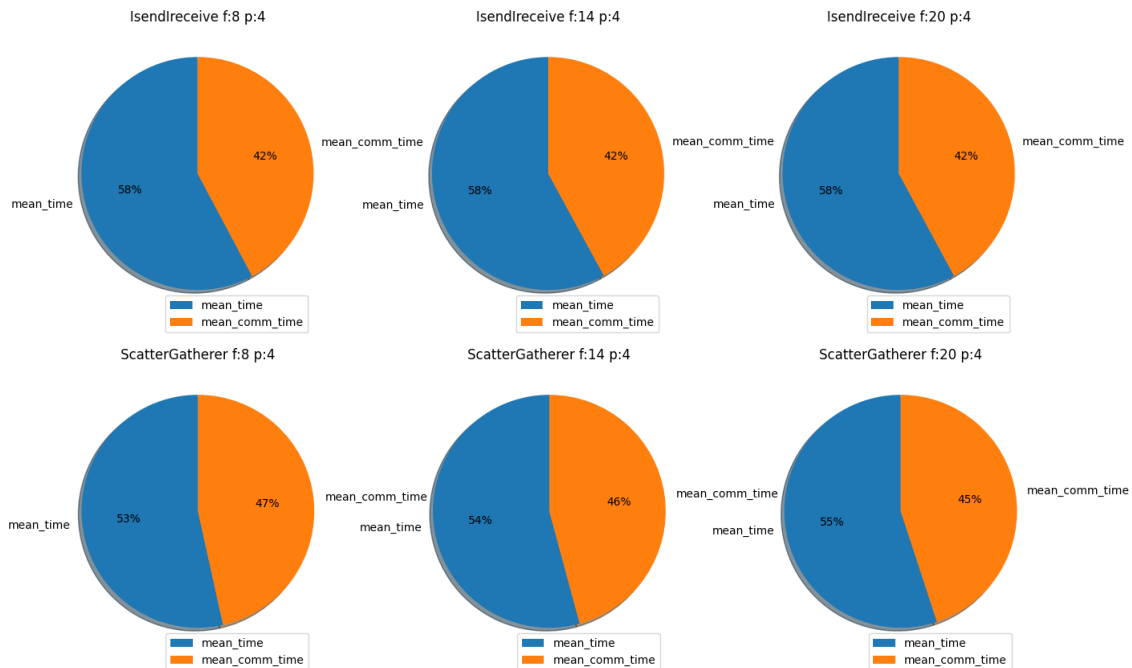 IsendIreceive f:8 p:4
IsendIreceive f:14 p:4
IsendIreceive f:20 p:4
mean_time
58%
42%
mean_comm_time
mean_time
58%
42%
mean_comm_time
mean_time
58%
42%
mean_comm_time
mean_time
mean_comm_time
mean_time
mean_comm_time
mean_time
mean_comm_time
ScatterGatherer f:8 p:4
ScatterGatherer f:14 p:4
ScatterGatherer f:20 p:4
mean_time
53%
47%
mean_comm_time
mean_time
54%
46%
mean_comm_time
mean_time
55%
45%
mean_comm_time
mean_time
mean_comm_time
mean_time
mean_comm_time
mean_time
mean_comm_time